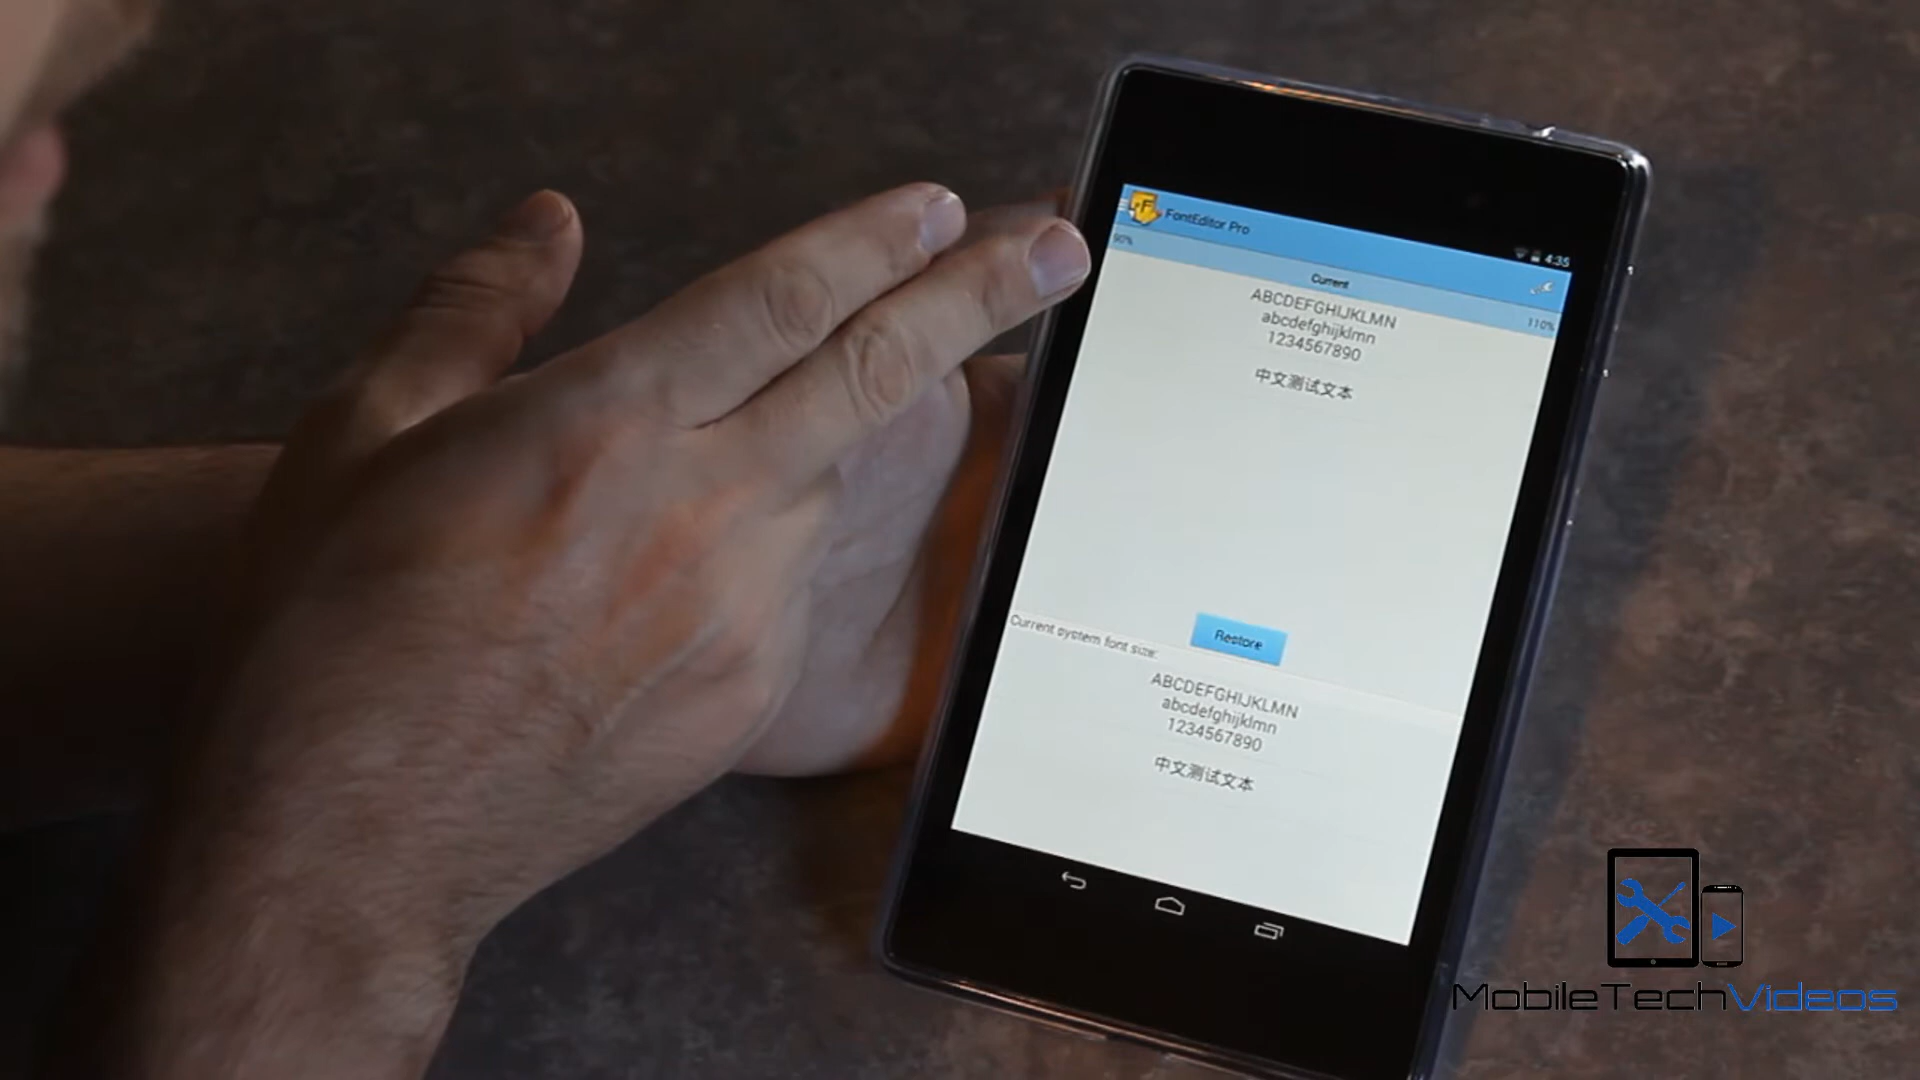 FontEditor Pro
4:35
90%
Current
110%
ABCDEFGHIJKLMN
abcdefghijklmn
1234567890
中文测试文本
Restore
Current system font size:
ABCDEFGHIJKLMN
abcdefghijklmn
1234567890
中文测试文本
MobileTechVideos